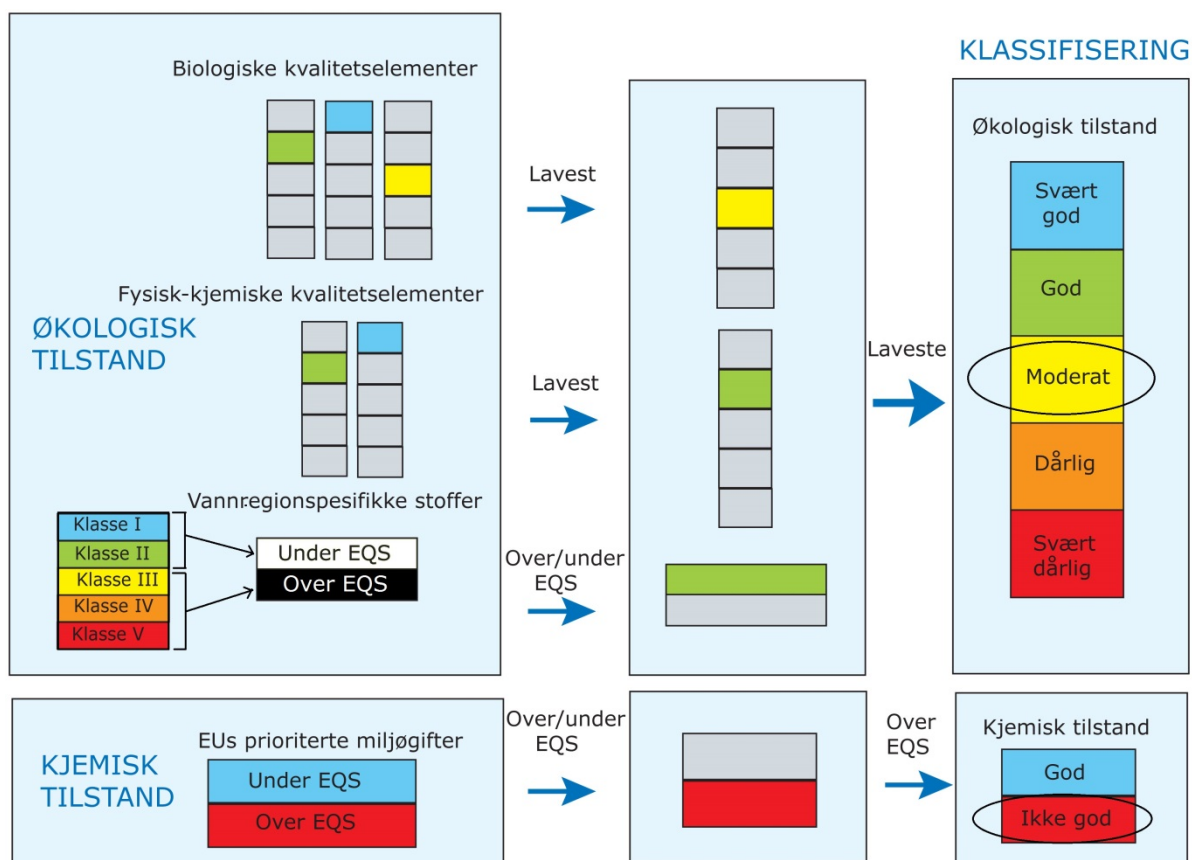 KLASSIFISERING
Biologiske kvalitetselementer
Lavest
Økologisk tilstand
Svært
god
God
Moderat
Dårlig
Svært
dårlig
Fysisk-kjemiske kvalitetselementer
ØKOLOGISK
TILSTAND
Lavest
Laveste
Vannregionspesifikke stoffer
Klasse I
Klasse II
Klasse III
Klasse IV
Klasse V
Under EQS
Over EQS
Over/under
EQS
KJEMISK
TILSTAND
EUs prioriterte miljøgifter
Under EQS
Over EQS
Over/under
EQS
Over
EQS
Kjemisk tilstand
God
Ikke god